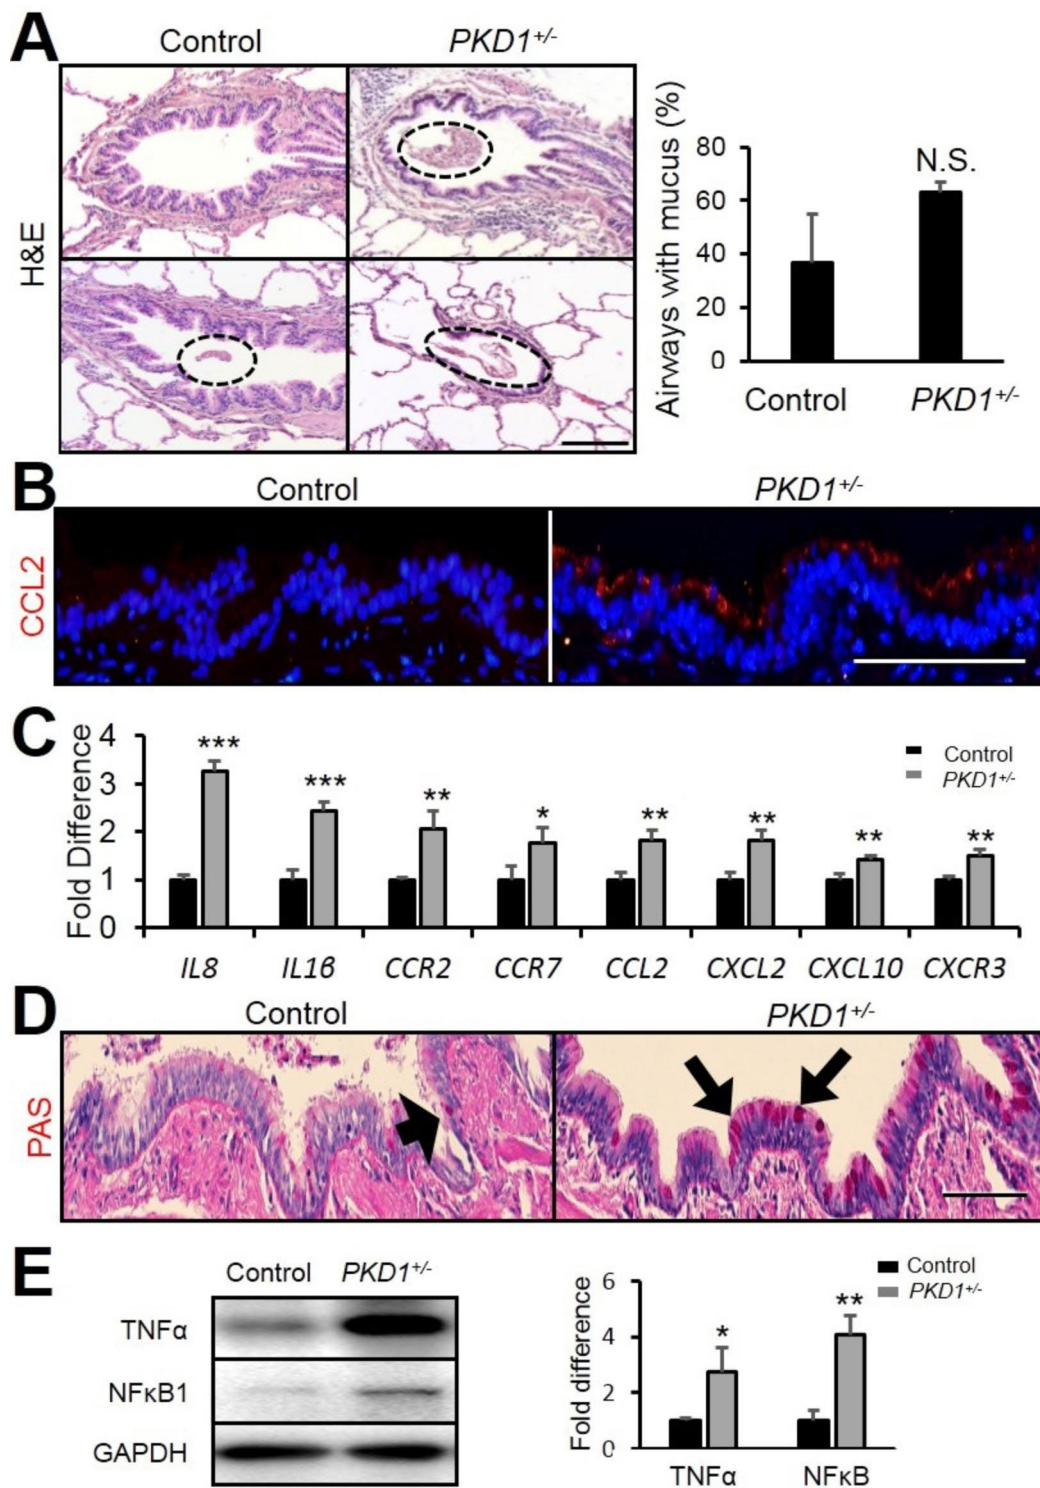 A
Control
PKD1+/-
H&E
Airways with mucus (%)
80
60
40
20
0
N.S.
Control
PKD1+/-
B
Control
PKD1+/-
CCL2
C
Fold Difference
4
3
2
1
0
***
***
**
*
**
**
**
**
Control
PKD1+/-
IL8 IL1β CCR2 CCR7 CCL2 CXCL2 CXCL10 CXCR3
D
Control
PKD1+/-
PAS
E
Control PKD1+/-
TNFα
NFκB1
GAPDH
Fold difference
6
4
2
0
*
**
Control
PKD1+/-
TNFα NFκB